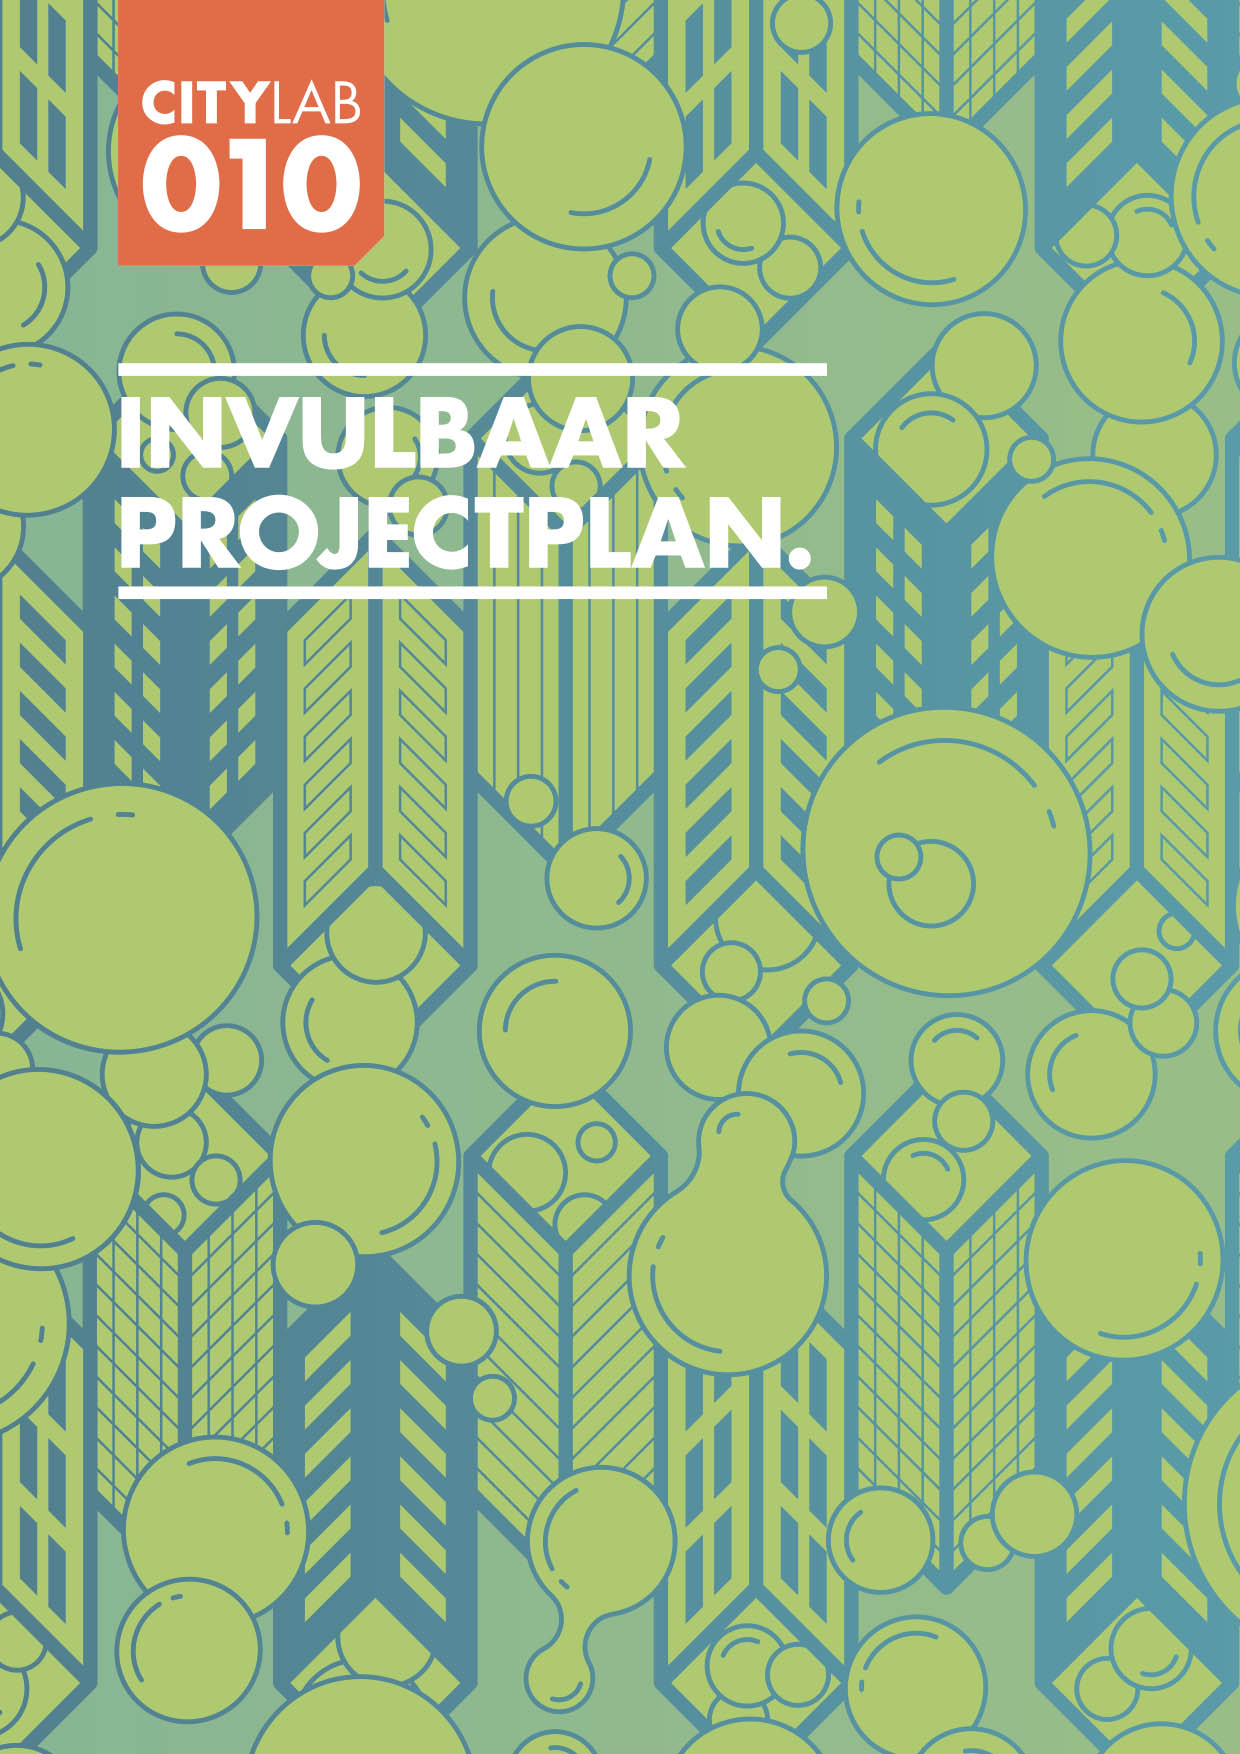 CITYLAB
010
INVULBAAR
PROJECTPLAN.